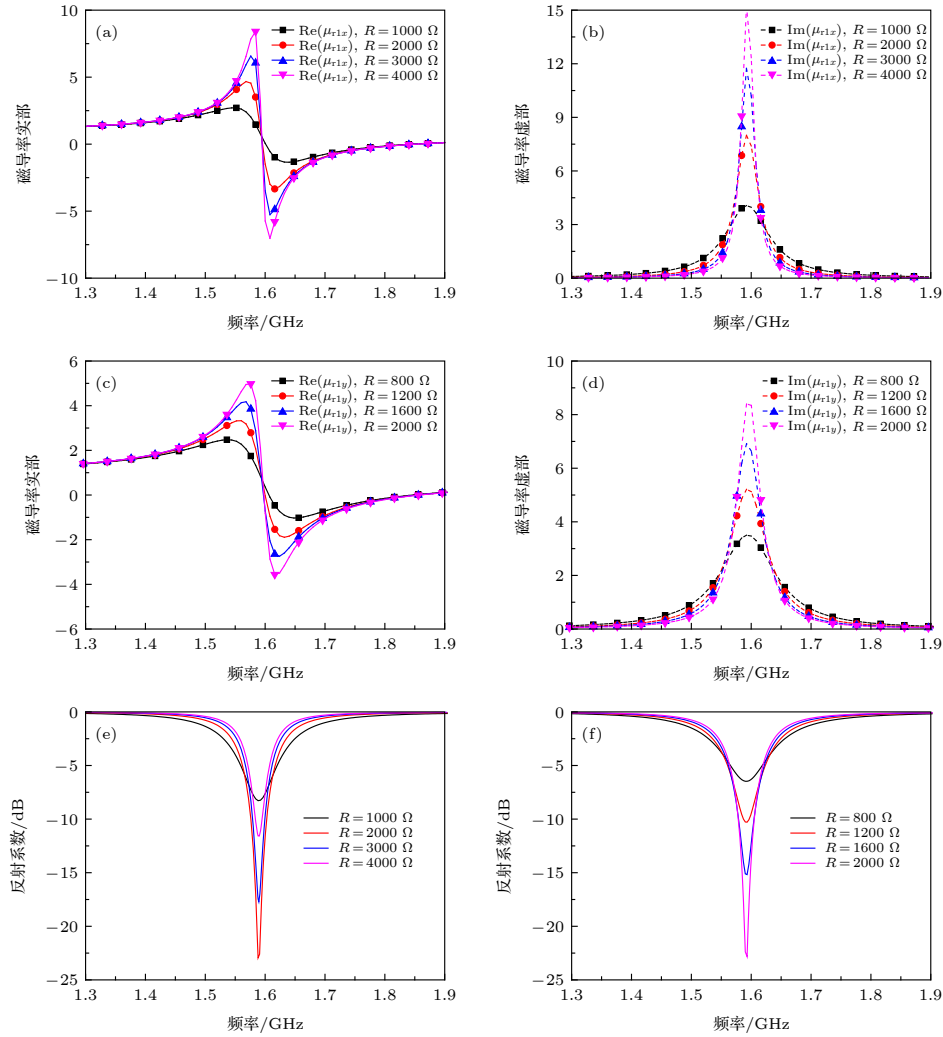 (a)
Re(μr1x), R=1000 Ω
Re(μr1x), R=2000 Ω
Re(μr1x), R=3000 Ω
Re(μr1x), R=4000 Ω
10
5
0
−5
−10
磁导率实部
1.3 1.4 1.5 1.6 1.7 1.8 1.9
频率/GHz
(b)
Im(μr1x), R=1000 Ω
Im(μr1x), R=2000 Ω
Im(μr1x), R=3000 Ω
Im(μr1x), R=4000 Ω
15
12
9
6
3
0
磁导率虚部
1.3 1.4 1.5 1.6 1.7 1.8 1.9
频率/GHz
(c)
Re(μr1y), R=800 Ω
Re(μr1y), R=1200 Ω
Re(μr1y), R=1600 Ω
Re(μr1y), R=2000 Ω
6
4
2
0
−2
−4
−6
磁导率实部
1.3 1.4 1.5 1.6 1.7 1.8 1.9
频率/GHz
(d)
Im(μr1y), R=800 Ω
Im(μr1y), R=1200 Ω
Im(μr1y), R=1600 Ω
Im(μr1y), R=2000 Ω
10
8
6
4
2
0
磁导率虚部
1.3 1.4 1.5 1.6 1.7 1.8 1.9
频率/GHz
(e)
R=1000 Ω
R=2000 Ω
R=3000 Ω
R=4000 Ω
0
−5
−10
−15
−20
−25
反射系数/dB
1.3 1.4 1.5 1.6 1.7 1.8 1.9
频率/GHz
(f)
R=800 Ω
R=1200 Ω
R=1600 Ω
R=2000 Ω
0
−5
−10
−15
−20
−25
反射系数/dB
1.3 1.4 1.5 1.6 1.7 1.8 1.9
频率/GHz